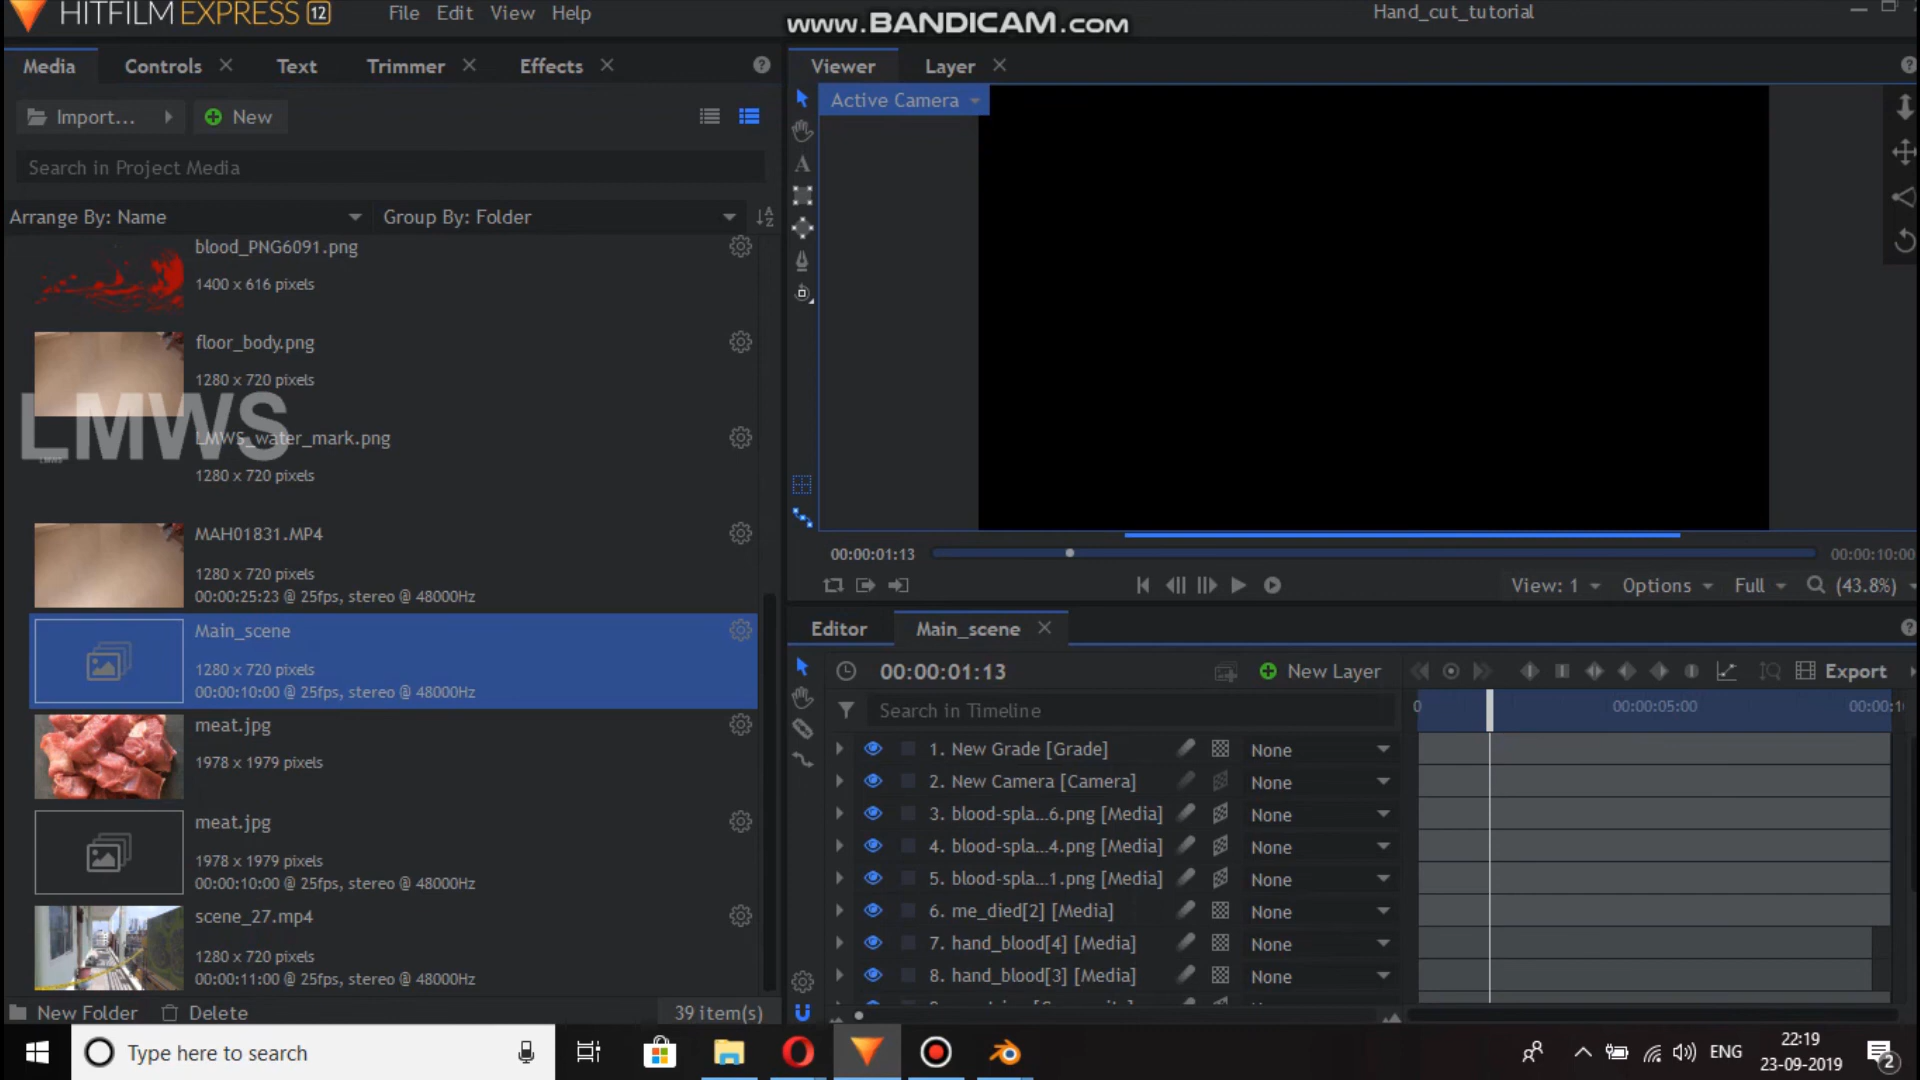 HITFILM EXPRESS 12
File Edit View Help
www.BANDICAM.com
Hand_cut_tutorial
Media Controls Text Trimmer Effects
Viewer Layer
Import... New
Active Camera
Search in Project Media
Arrange By: Name Group By: Folder
blood_PNG6091.png
1400 x 616 pixels
floor_body.png
1280 x 720 pixels
LMWS
LMWS_water_mark.png
1280 x 720 pixels
MAH01831.MP4
1280 x 720 pixels
00:00:25:23 @ 25fps, stereo @ 48000Hz
Main_scene
1280 x 720 pixels
00:00:10:00 @ 25fps, stereo @ 48000Hz
meat.jpg
1978 x 1979 pixels
meat.jpg
1978 x 1979 pixels
00:00:10:00 @ 25fps, stereo @ 48000Hz
scene_27.mp4
1280 x 720 pixels
00:00:11:00 @ 25fps, stereo @ 48000Hz
New Folder Delete 39 item(s)
00:00:01:13 00:00:10:00
View: 1 Options Full (43.8%)
Editor Main_scene
00:00:01:13 New Layer Export
Search in Timeline
0 00:00:05:00 00:00:1
1. New Grade [Grade] None
2. New Camera [Camera] None
3. blood-spla...6.png [Media] None
4. blood-spla...4.png [Media] None
5. blood-spla...1.png [Media] None
6. me_died[2] [Media] None
7. hand_blood[4] [Media] None
8. hand_blood[3] [Media] None
Type here to search
ENG
22:19
23-09-2019
2